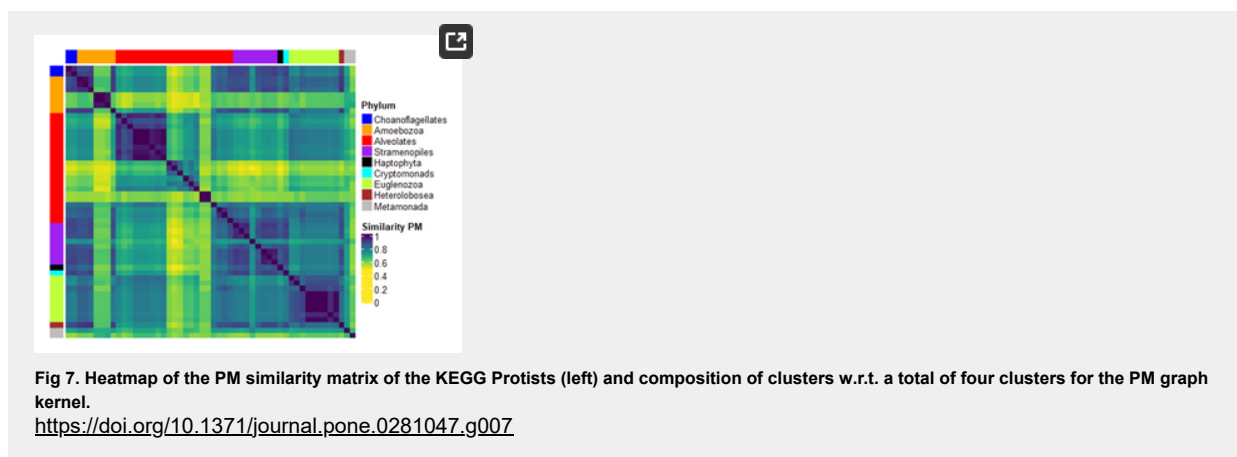 Phylum
Choanoflagellates
Amoebozoa
Alveolates
Stramenopiles
Haptophyta
Cryptomonads
Euglenozoa
Heterolobosea
Metamonada
Similarity PM
1
0.8
0.6
0.4
0.2
0
Fig 7. Heatmap of the PM similarity matrix of the KEGG Protists (left) and composition of clusters w.r.t. a total of four clusters for the PM graph
kernel.
https://doi.org/10.1371/journal.pone.0281047.g007